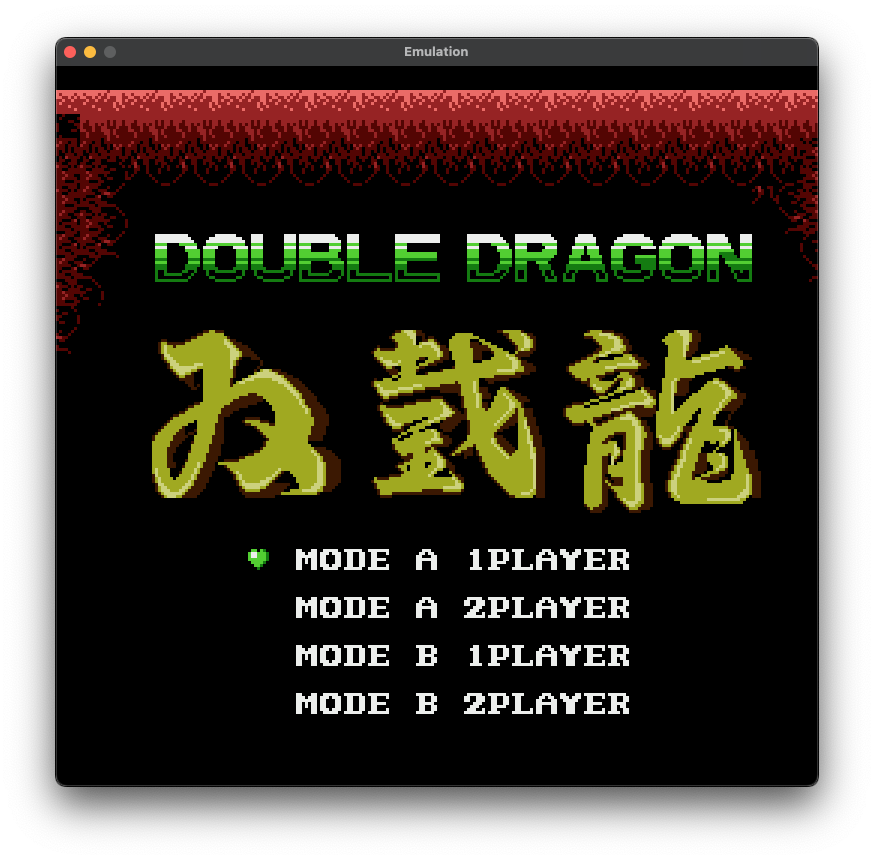 Emulation
DOUBLE DRAGON
双截龍
MODE A 1PLAYER
MODE A 2PLAYER
MODE B 1PLAYER
MODE B 2PLAYER